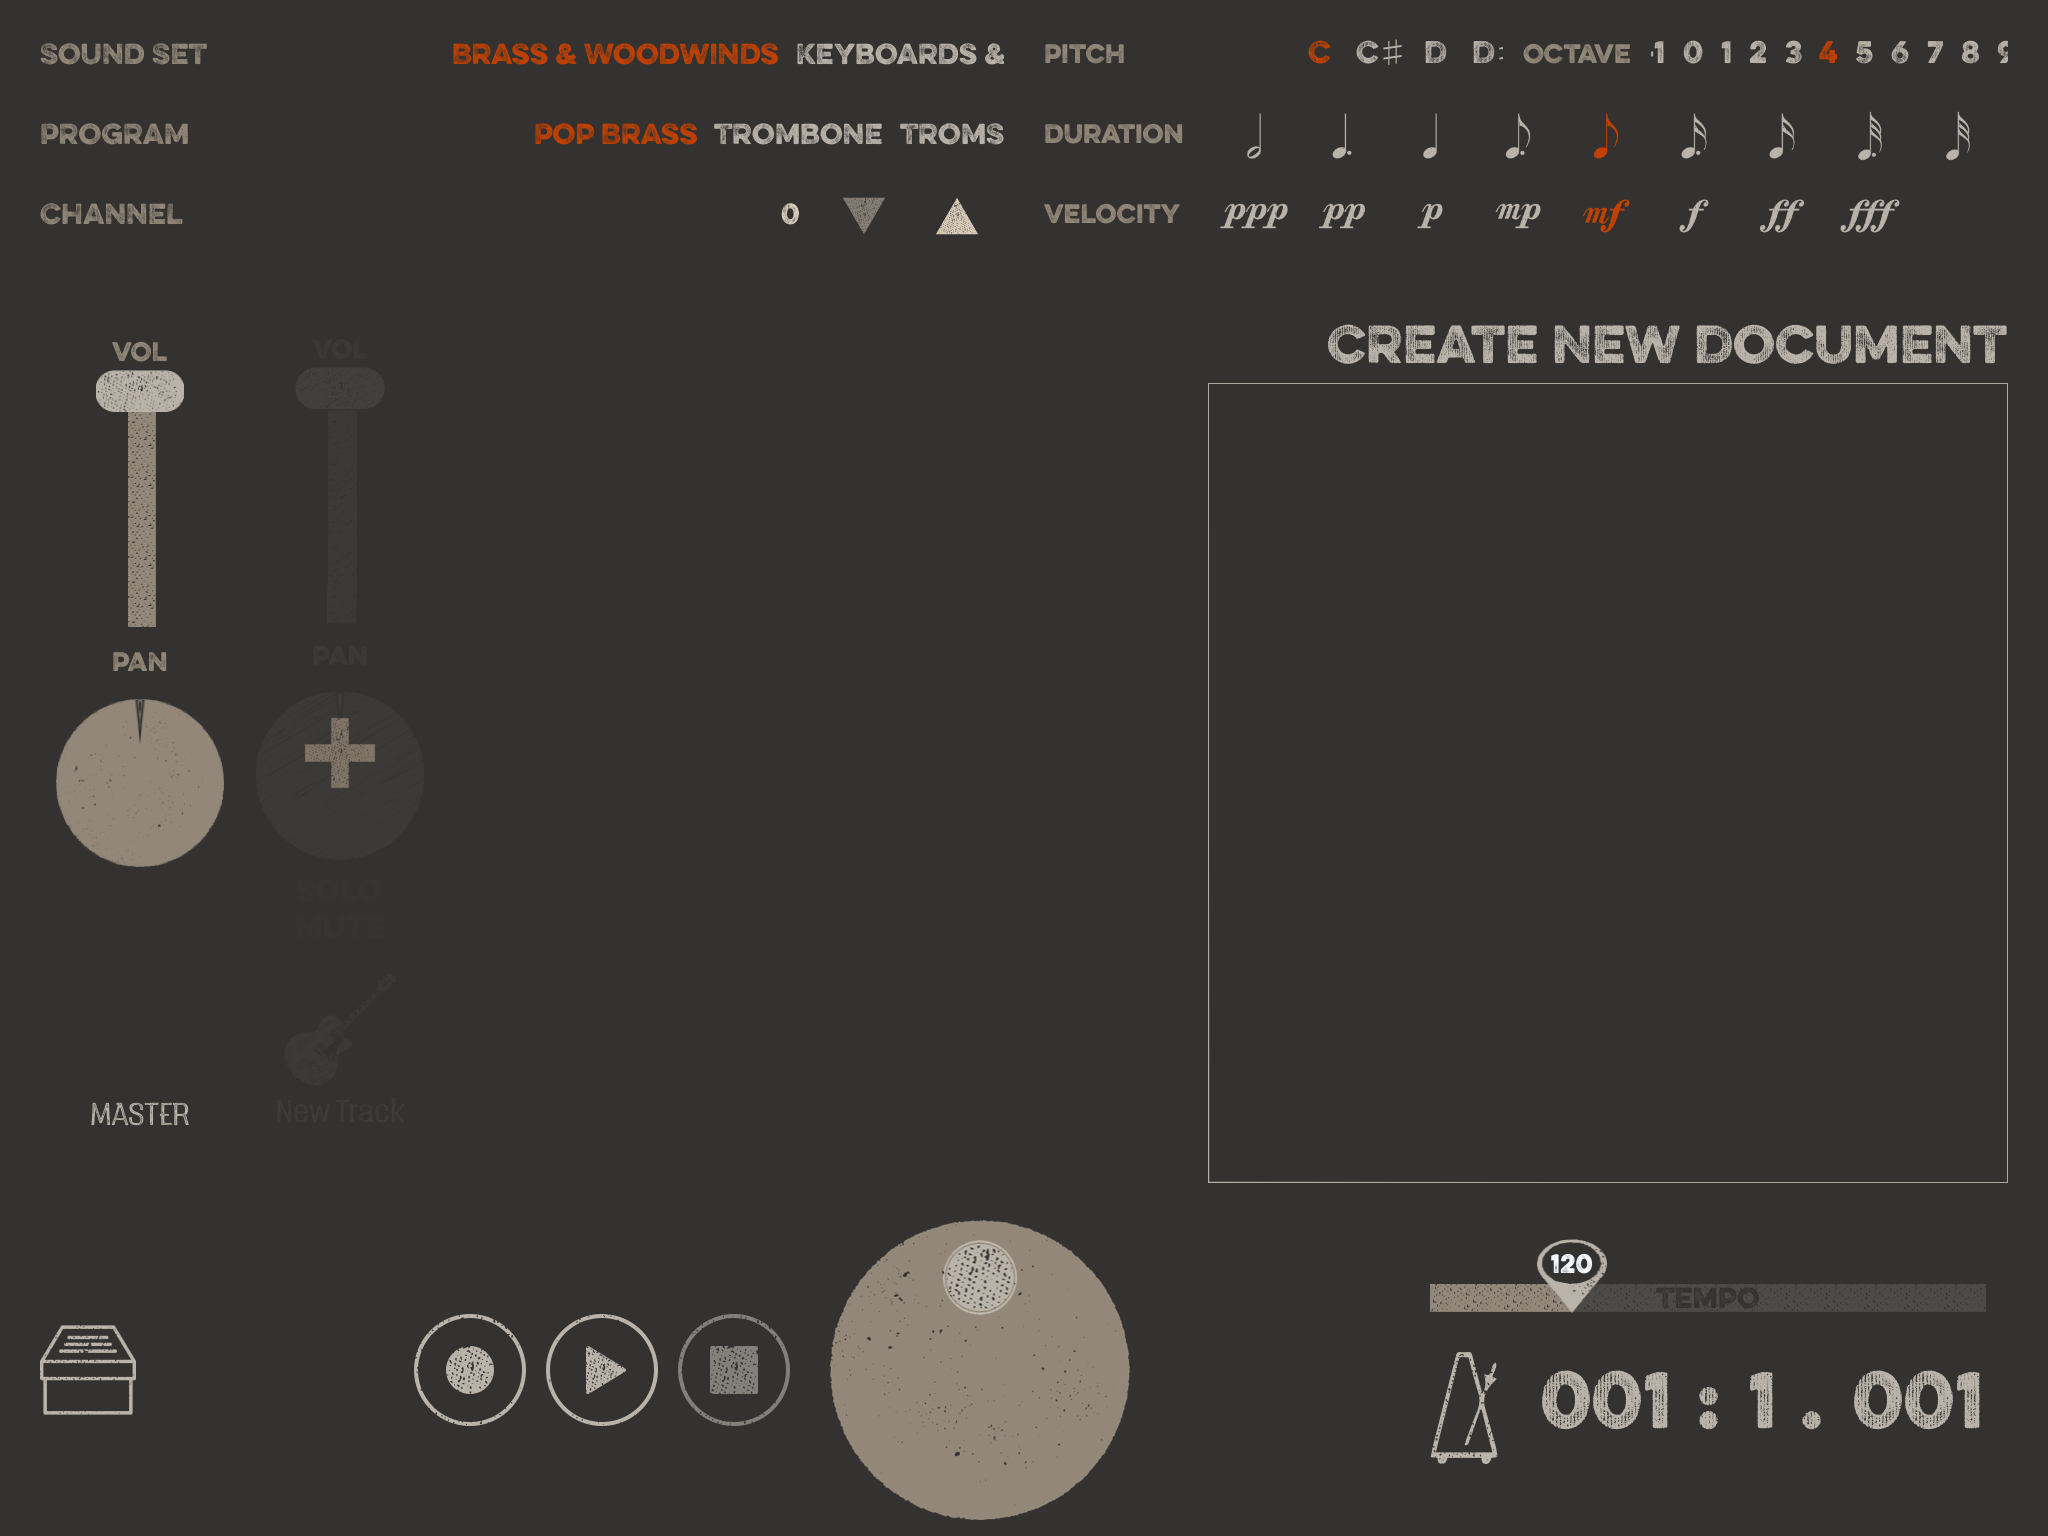 SOUND SET
BRASS & WOODWINDS KEYBOARDS &
PITCH
C C♯ D D
OCTAVE
1 0 1 2 3 4 5 6 7 8 9
PROGRAM
POP BRASS TROMBONE TROMS
DURATION
CHANNEL
0
VELOCITY
ppp pp p mp mf f ff fff
CREATE NEW DOCUMENT
VOL
VOL
PAN
PAN
SOLO
MUTE
MASTER
New Track
120
TEMPO
001 : 1 . 001